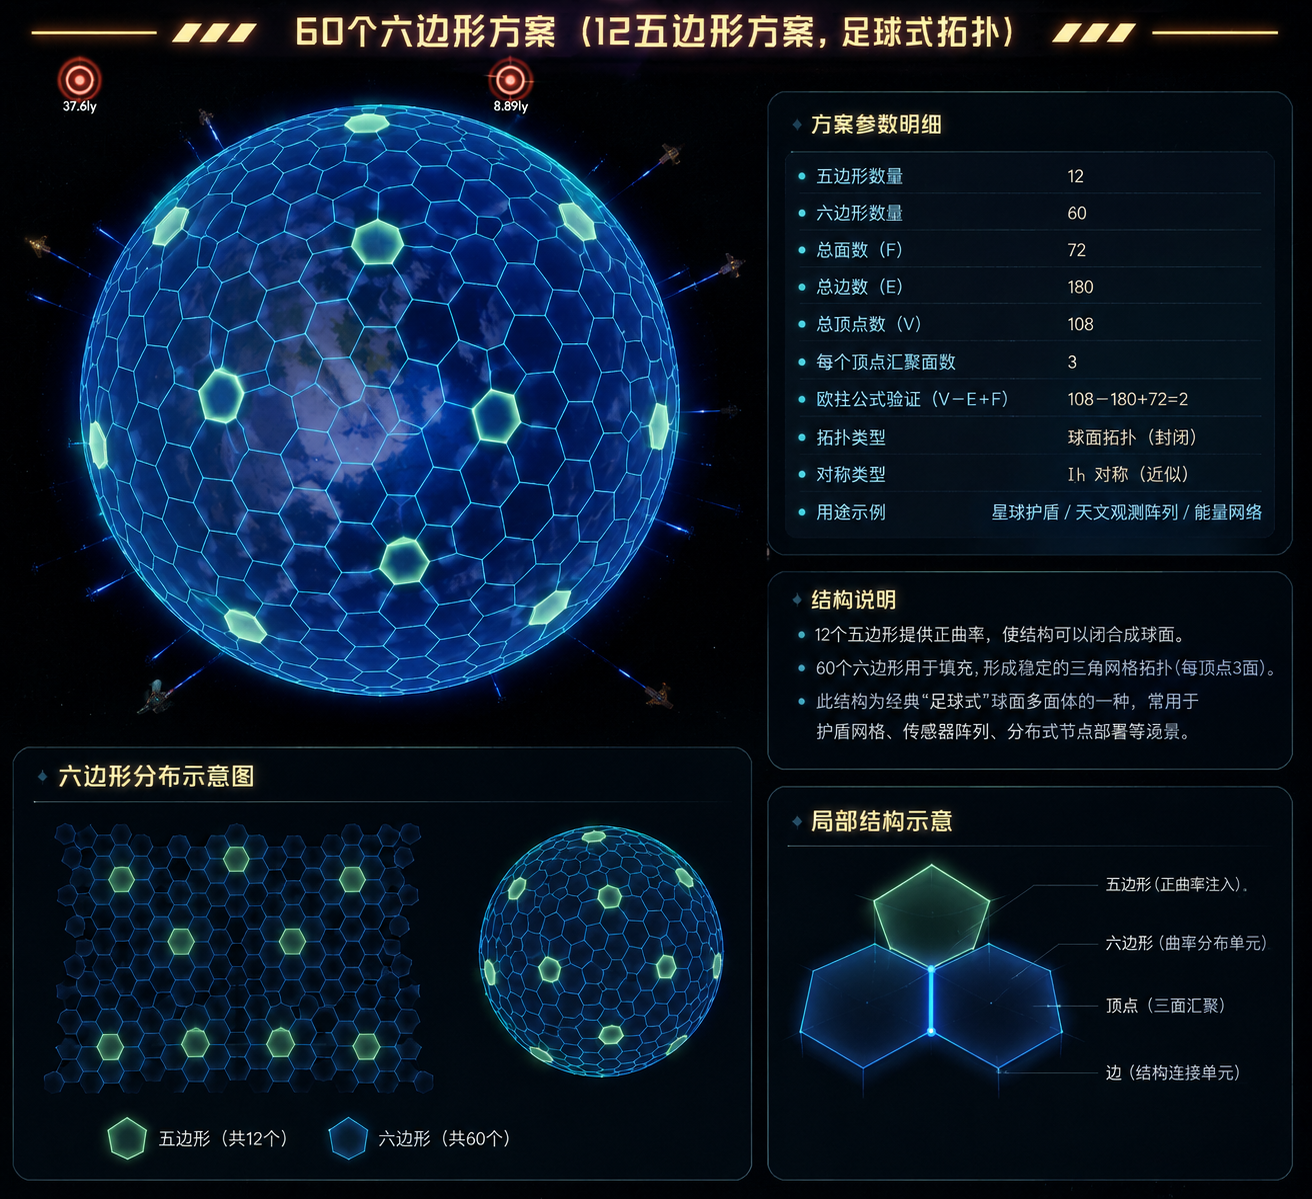 60个六边形方案（12五边形方案，足球式拓扑）
37.6ly
8.89ly
方案参数明细
五边形数量 12
六边形数量 60
总面数（F） 72
总边数（E） 180
总顶点数（V） 108
每个顶点汇聚面数 3
欧拄公式验证（V－E+F） 108－180+72=2
拓扑类型 球面拓扑（封闭）
对称类型 Ih 对称（近似）
用途示例 星球护盾 / 天文观测阵列 / 能量网络
结构说明
12个五边形提供正曲率，使结构可以闭合成球面。
60个六边形用于填充，形成稳定的三角网格拓扑（每顶点3面）。
此结构为经典“足球式”球面多面体的一种，常用于
护盾网格、传感器阵列、分布式节点部署等场景。
六边形分布示意图
五边形（共12个） 六边形（共60个）
局部结构示意
五边形（正曲率注入）。
六边形（曲率分布单元）
顶点（三面汇聚）
边（结构连接单元）